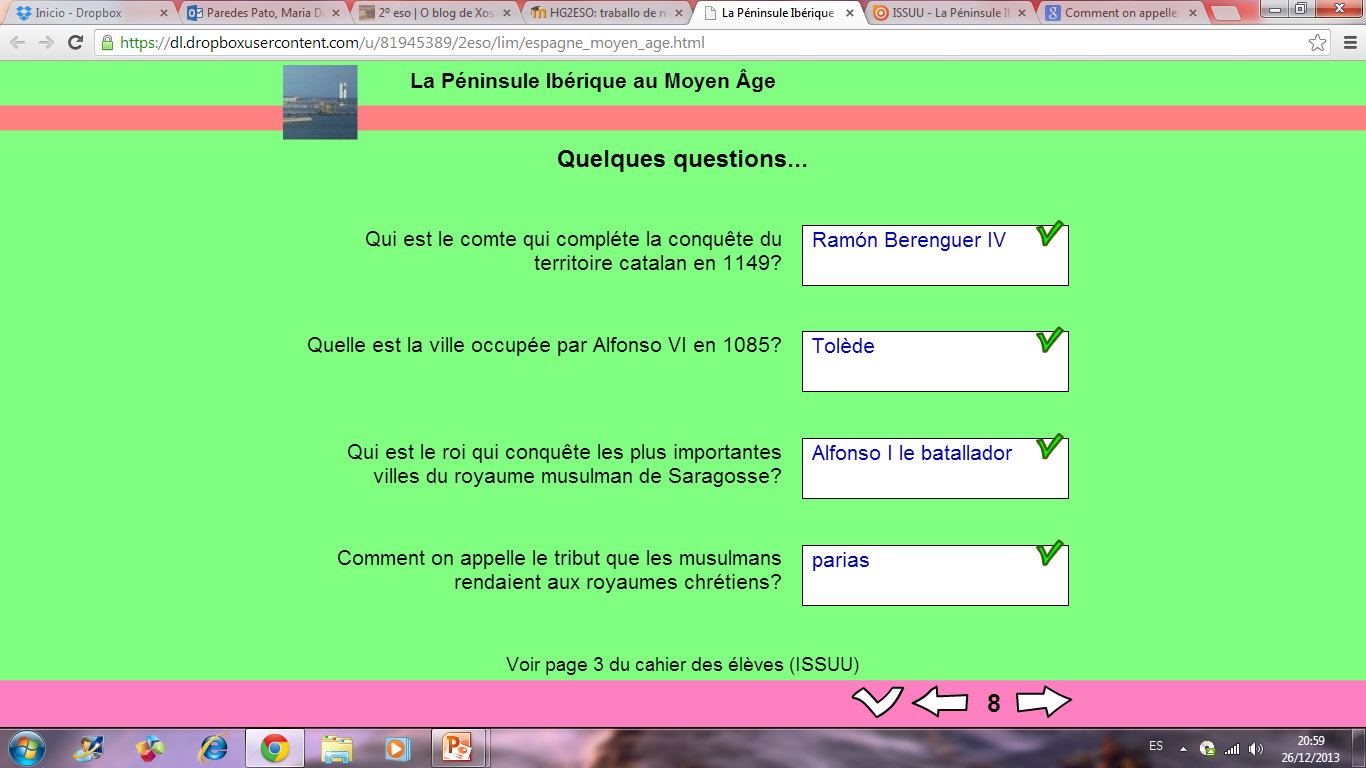 Inicio - Dropbox
Paredes Pato, Maria D
2º eso | O blog de Xos
HG2ESO: traballo de n
La Péninsule Ibérique
ISSUU - La Péninsule I
Comment on appelle
https://dl.dropboxusercontent.com/u/81945389/2eso/lim/espagne_moyen_age.html
La Péninsule Ibérique au Moyen Âge
Quelques questions...
Qui est le comte qui compléte la conquête du
territoire catalan en 1149?
Ramón Berenguer IV
Quelle est la ville occupée par Alfonso VI en 1085?
Tolède
Qui est le roi qui conquête les plus importantes
villes du royaume musulman de Saragosse?
Alfonso I le batallador
Comment on appelle le tribut que les musulmans
rendaient aux royaumes chrétiens?
parias
Voir page 3 du cahier des élèves (ISSUU)
8
ES
20:59
26/12/2013